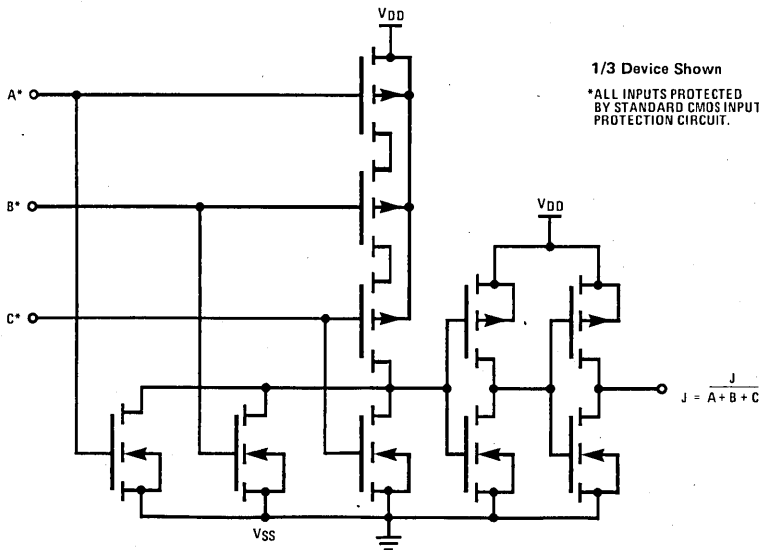 VDD
1/3 Device Shown
*ALL INPUTS PROTECTED
BY STANDARD CMOS INPUT
PROTECTION CIRCUIT.
A*
B*
VDD
C*
J
J = A + B + C
VSS